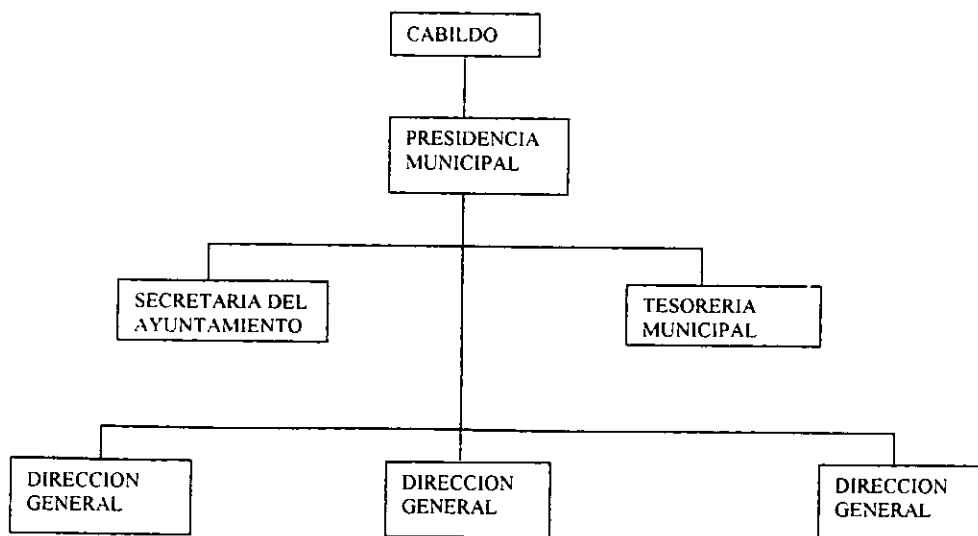 CABILDO
PRESIDENCIA
MUNICIPAL
SECRETARIA DEL
AYUNTAMIENTO
TESORERIA
MUNICIPAL
DIRECCION
GENERAL
DIRECCION
GENERAL
DIRECCION
GENERAL